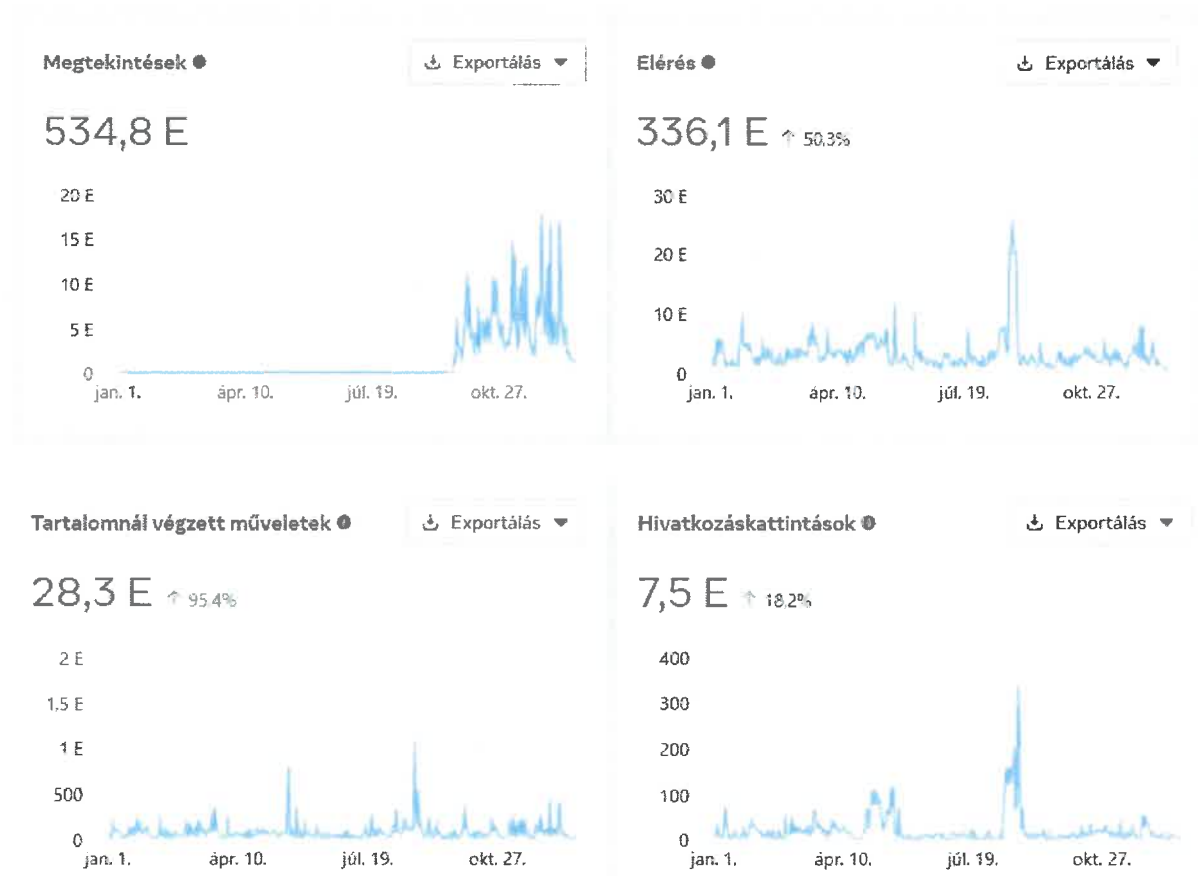 Megtekintések
Exportálás
534,8 E
20 E
15 E
10 E
5 E
0
jan. 1.
ápr. 10.
júl. 19.
okt. 27.
Elérés
Exportálás
336,1 E ↑ 50,3%
30 E
20 E
10 E
0
jan. 1.
ápr. 10.
júl. 19.
okt. 27.
Tartalomnál végzett műveletek
Exportálás
28,3 E ↑ 95,4%
2 E
1,5 E
1 E
500
0
jan. 1.
ápr. 10.
júl. 19.
okt. 27.
Hivatkozáskattintások
Exportálás
7,5 E ↑ 18,2%
400
300
200
100
0
jan. 1.
ápr. 10.
júl. 19.
okt. 27.